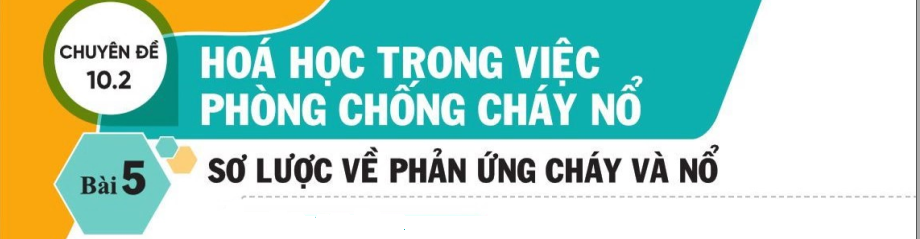 CHUYÊN ĐỀ
10.2
HOÁ HỌC TRONG VIỆC
PHÒNG CHỐNG CHÁY NỔ
Bài 5
SƠ LƯỢC VỀ PHẢN ỨNG CHÁY VÀ NỔ